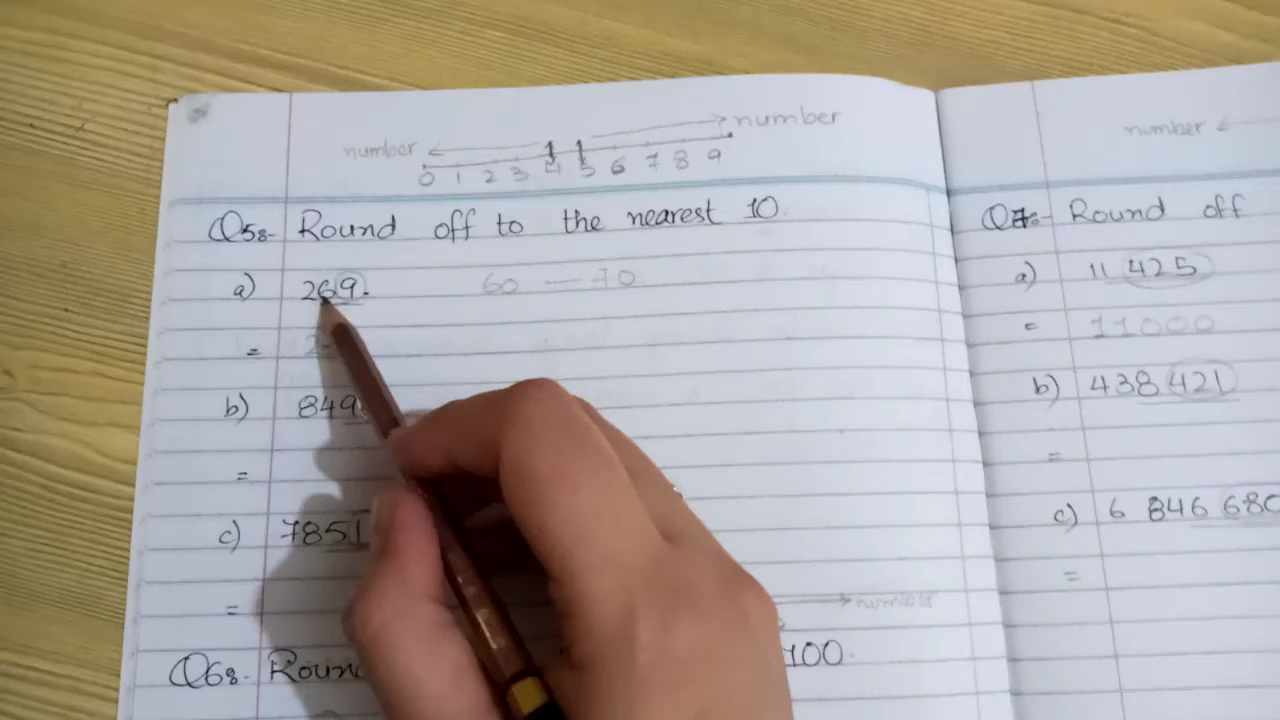 number
number
0 1 2 3 4 5 6 7 8 9
Q5:- Round off to the nearest 10
a) 269. 60 — 70
= 2
b) 849
=
c) 7851
=
number
Q6:- Round 100.
number
Q7:- Round off
a) 11 425
= 11000
b) 438 421
=
c) 6 846 680
=